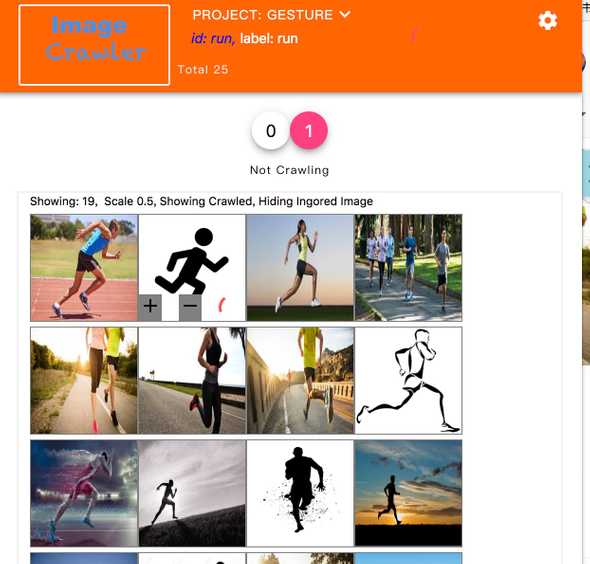 Image
Crawler
PROJECT: GESTURE
id: run, label: run
Total 25
0 1
Not Crawling
Showing: 19, Scale 0.5, Showing Crawled, Hiding Ingored Image
+ −